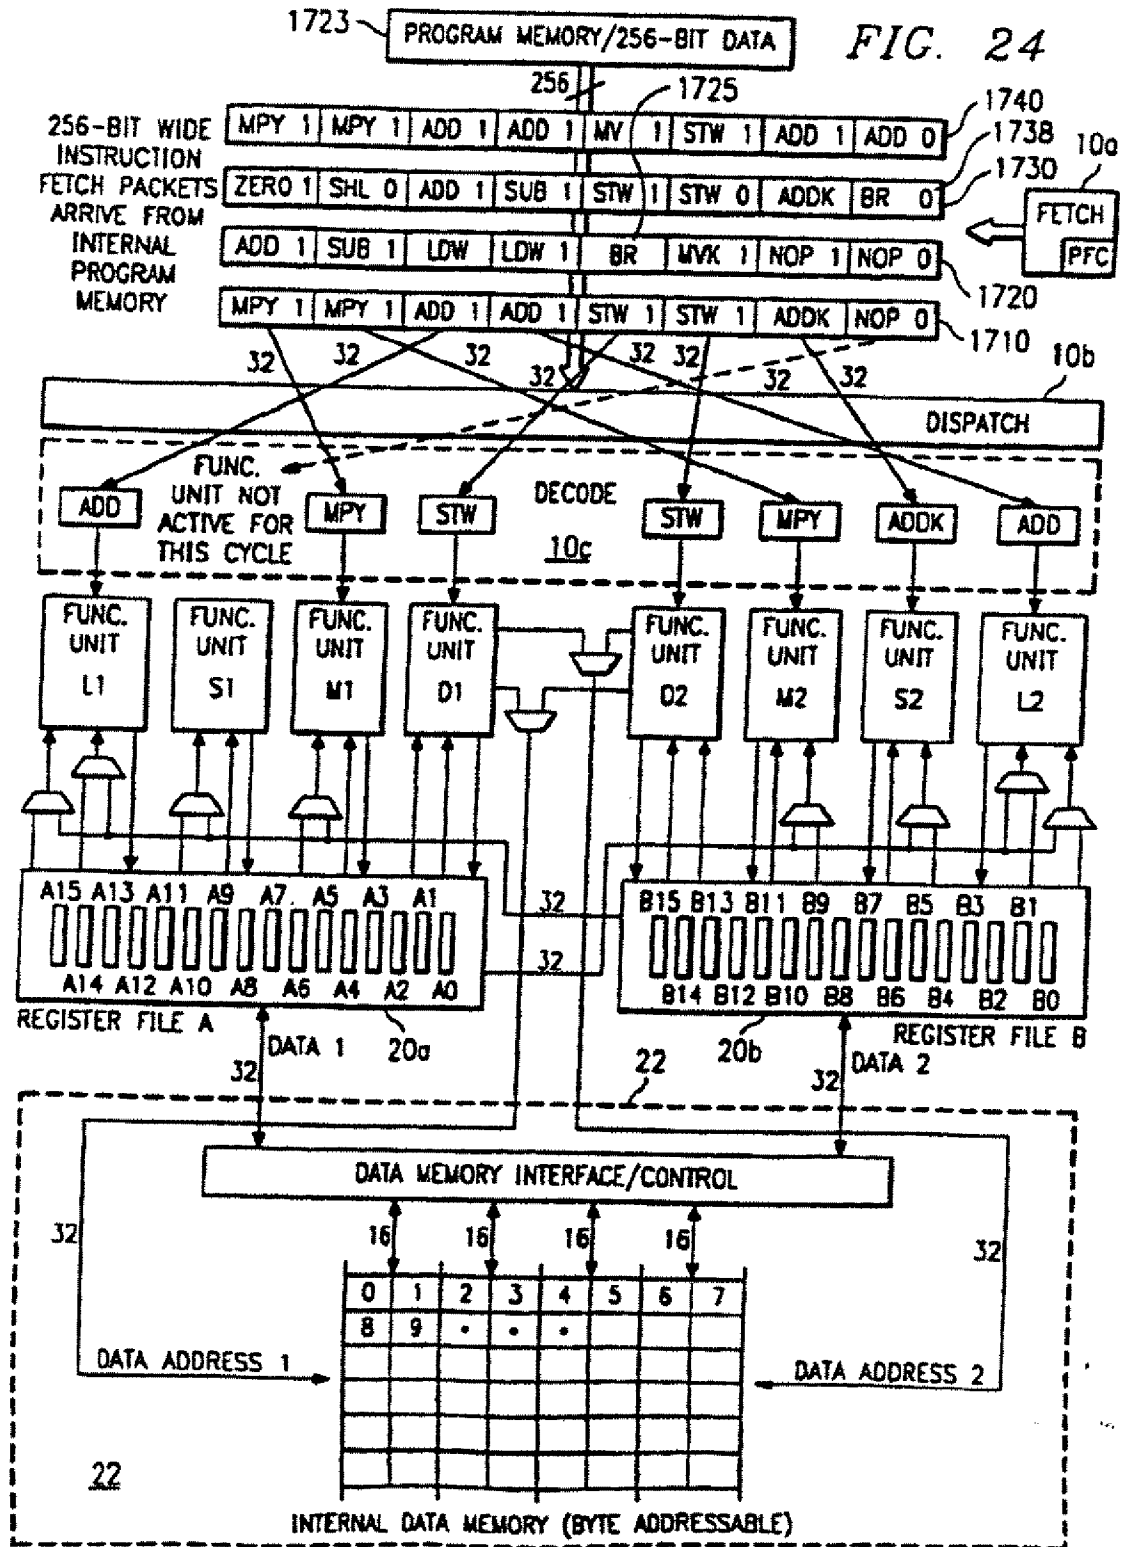 1723
PROGRAM MEMORY/256-BIT DATA
FIG. 24
256
1725
256-BIT WIDE
INSTRUCTION
FETCH PACKETS
ARRIVE FROM
INTERNAL
PROGRAM
MEMORY
MPY 1 MPY 1 ADD 1 ADD 1 MV 1 STW 1 ADD 1 ADD 0
1740
1738
ZERO 1 SHL 0 ADD 1 SUB 1 STW 1 STW 0 ADDK BR 0
1730
10a
FETCH
PFC
ADD 1 SUB 1 LDW LDW 1 BR MVK 1 NOP 1 NOP 0
1720
MPY 1 MPY 1 ADD 1 ADD 1 STW 1 STW 1 ADDK NOP 0
1710
32 32 32 32 32 32 32 32
10b
DISPATCH
FUNC.
UNIT NOT
ACTIVE FOR
THIS CYCLE
DECODE
10c
ADD MPY STW STW MPY ADDK ADD
FUNC.
UNIT
L1
FUNC.
UNIT
S1
FUNC.
UNIT
M1
FUNC.
UNIT
D1
FUNC.
UNIT
D2
FUNC.
UNIT
M2
FUNC.
UNIT
S2
FUNC.
UNIT
L2
A15 A13 A11 A9 A7 A5 A3 A1
A14 A12 A10 A8 A6 A4 A2 A0
REGISTER FILE A
20a
32
32
B15 B13 B11 B9 B7 B5 B3 B1
B14 B12 B10 B8 B6 B4 B2 B0
20b
REGISTER FILE B
DATA 1
32
22
DATA 2
32
DATA MEMORY INTERFACE/CONTROL
32
16 16 16 16
32
0 1 2 3 4 5 6 7
8 9 • • •
DATA ADDRESS 1
DATA ADDRESS 2
22
INTERNAL DATA MEMORY (BYTE ADDRESSABLE)